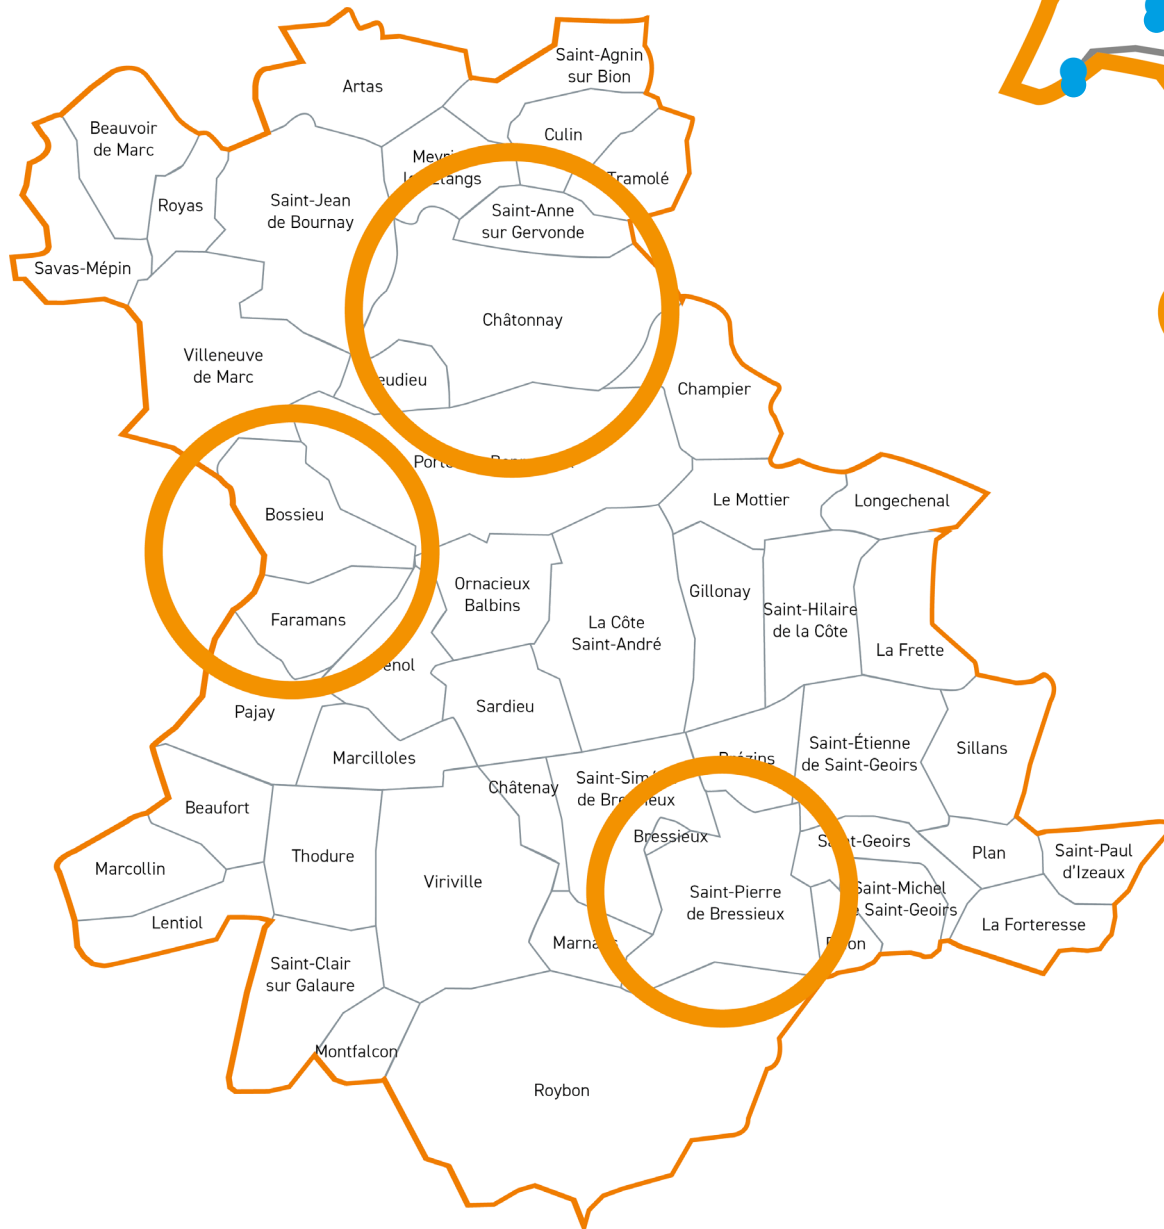 Saint-Agnin
sur Bion
Artas
Beauvoir
de Marc
Culin
Tramolé
Royas
Saint-Jean
de Bournay
Saint-Anne
sur Gervonde
Savas-Mépin
Châtonnay
Villeneuve
de Marc
Champier
Le Mottier
Longechenal
Bossieu
Ornacieux
Balbins
Gillonay
Saint-Hilaire
de la Côte
Faramans
La Côte
Saint-André
La Frette
Pajay
Sardieu
Marcilloles
Saint-Étienne
de Saint-Geoirs
Sillans
Châtenay
Beaufort
Bressieux
Plan
Saint-Paul
d'Izeaux
Thodure
Marcollin
Viriville
Saint-Pierre
de Bressieux
Saint-Michel
Saint-Geoirs
Lentiol
La Forteresse
Saint-Clair
sur Galaure
Montfalcon
Roybon